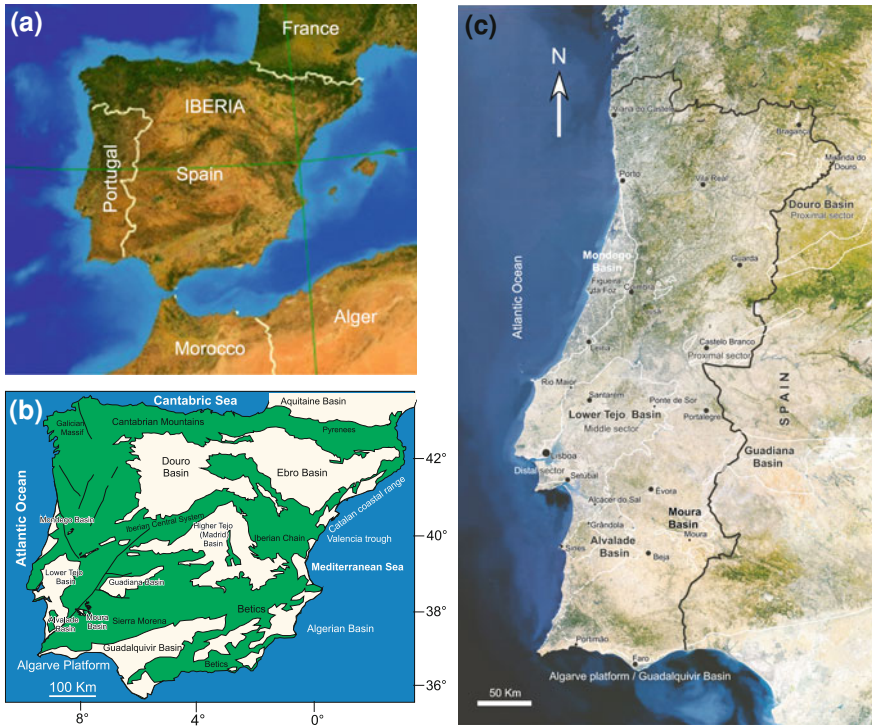 (a)
France
IBERIA
Portugal
Spain
Alger
Morocco
(b)
Cantabric Sea
Aquitaine Basin
Galician
Massif
Cantabrian Mountains
Pyrenees
Douro
Basin
Ebro Basin
42°
Catalan coastal range
Atlantic Ocean
Mondego Basin
Iberian Central System
Higher Tejo
(Madrid)
Basin
Iberian Chain
40°
Valencia trough
Lower Tejo
Basin
Guadiana Basin
Mediterranean Sea
Alvalade
Basin
Moura
Basin
Sierra Morena
Betics
38°
Algerian Basin
Guadalquivir Basin
Algarve Platform
Betics
100 Km
36°
8°
4°
0°
(c)
N
Viana do Castelo
Bragança
Miranda do
Douro
Porto
Vila Real
Douro Basin
Proximal sector
Mondego
Basin
Guarda
Figueira
da Foz
Coimbra
Atlantic Ocean
Leiria
Castelo Branco
Proximal sector
Rio Maior
Santarém
Ponte de Sor
SPAIN
Lower Tejo Basin
Middle sector
Portalegre
Guadiana
Basin
Lisboa
Distal sector
Setúbal
Évora
Alcácer do Sal
Moura
Basin
Grândola
Moura
Sines
Alvalade
Basin
Beja
Portimão
Faro
Algarve platform / Guadalquivir Basin
50 Km